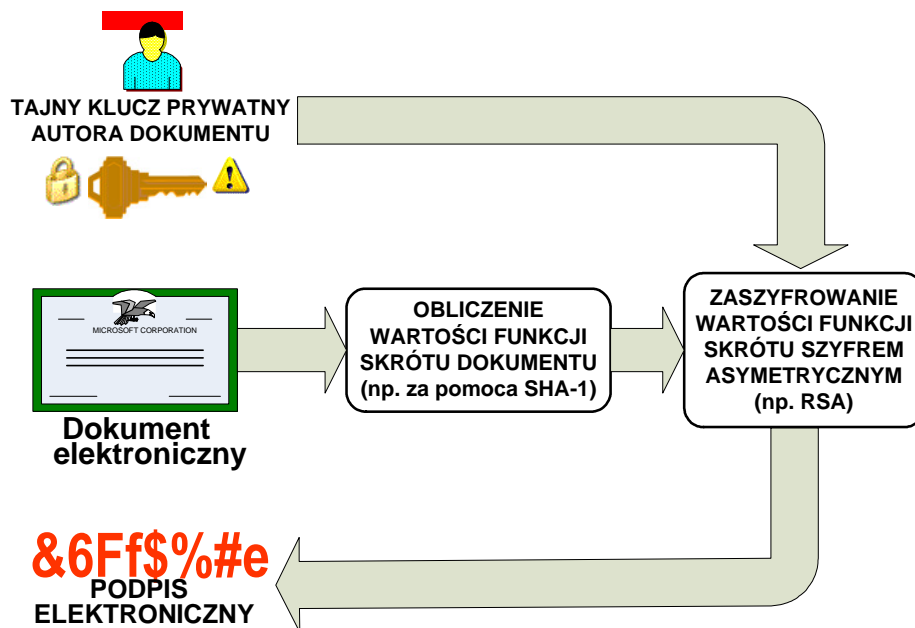 TAJNY KLUCZ PRYWATNY
AUTORA DOKUMENTU
MICROSOFT CORPORATION
Dokument
elektroniczny
OBLICZENIE
WARTOŚCI FUNKCJI
SKRÓTU DOKUMENTU
(np. za pomoca SHA-1)
ZASZYFROWANIE
WARTOŚCI FUNKCJI
SKRÓTU SZYFREM
ASYMETRYCZNYM
(np. RSA)
&6Ff$%#e
PODPIS
ELEKTRONICZNY